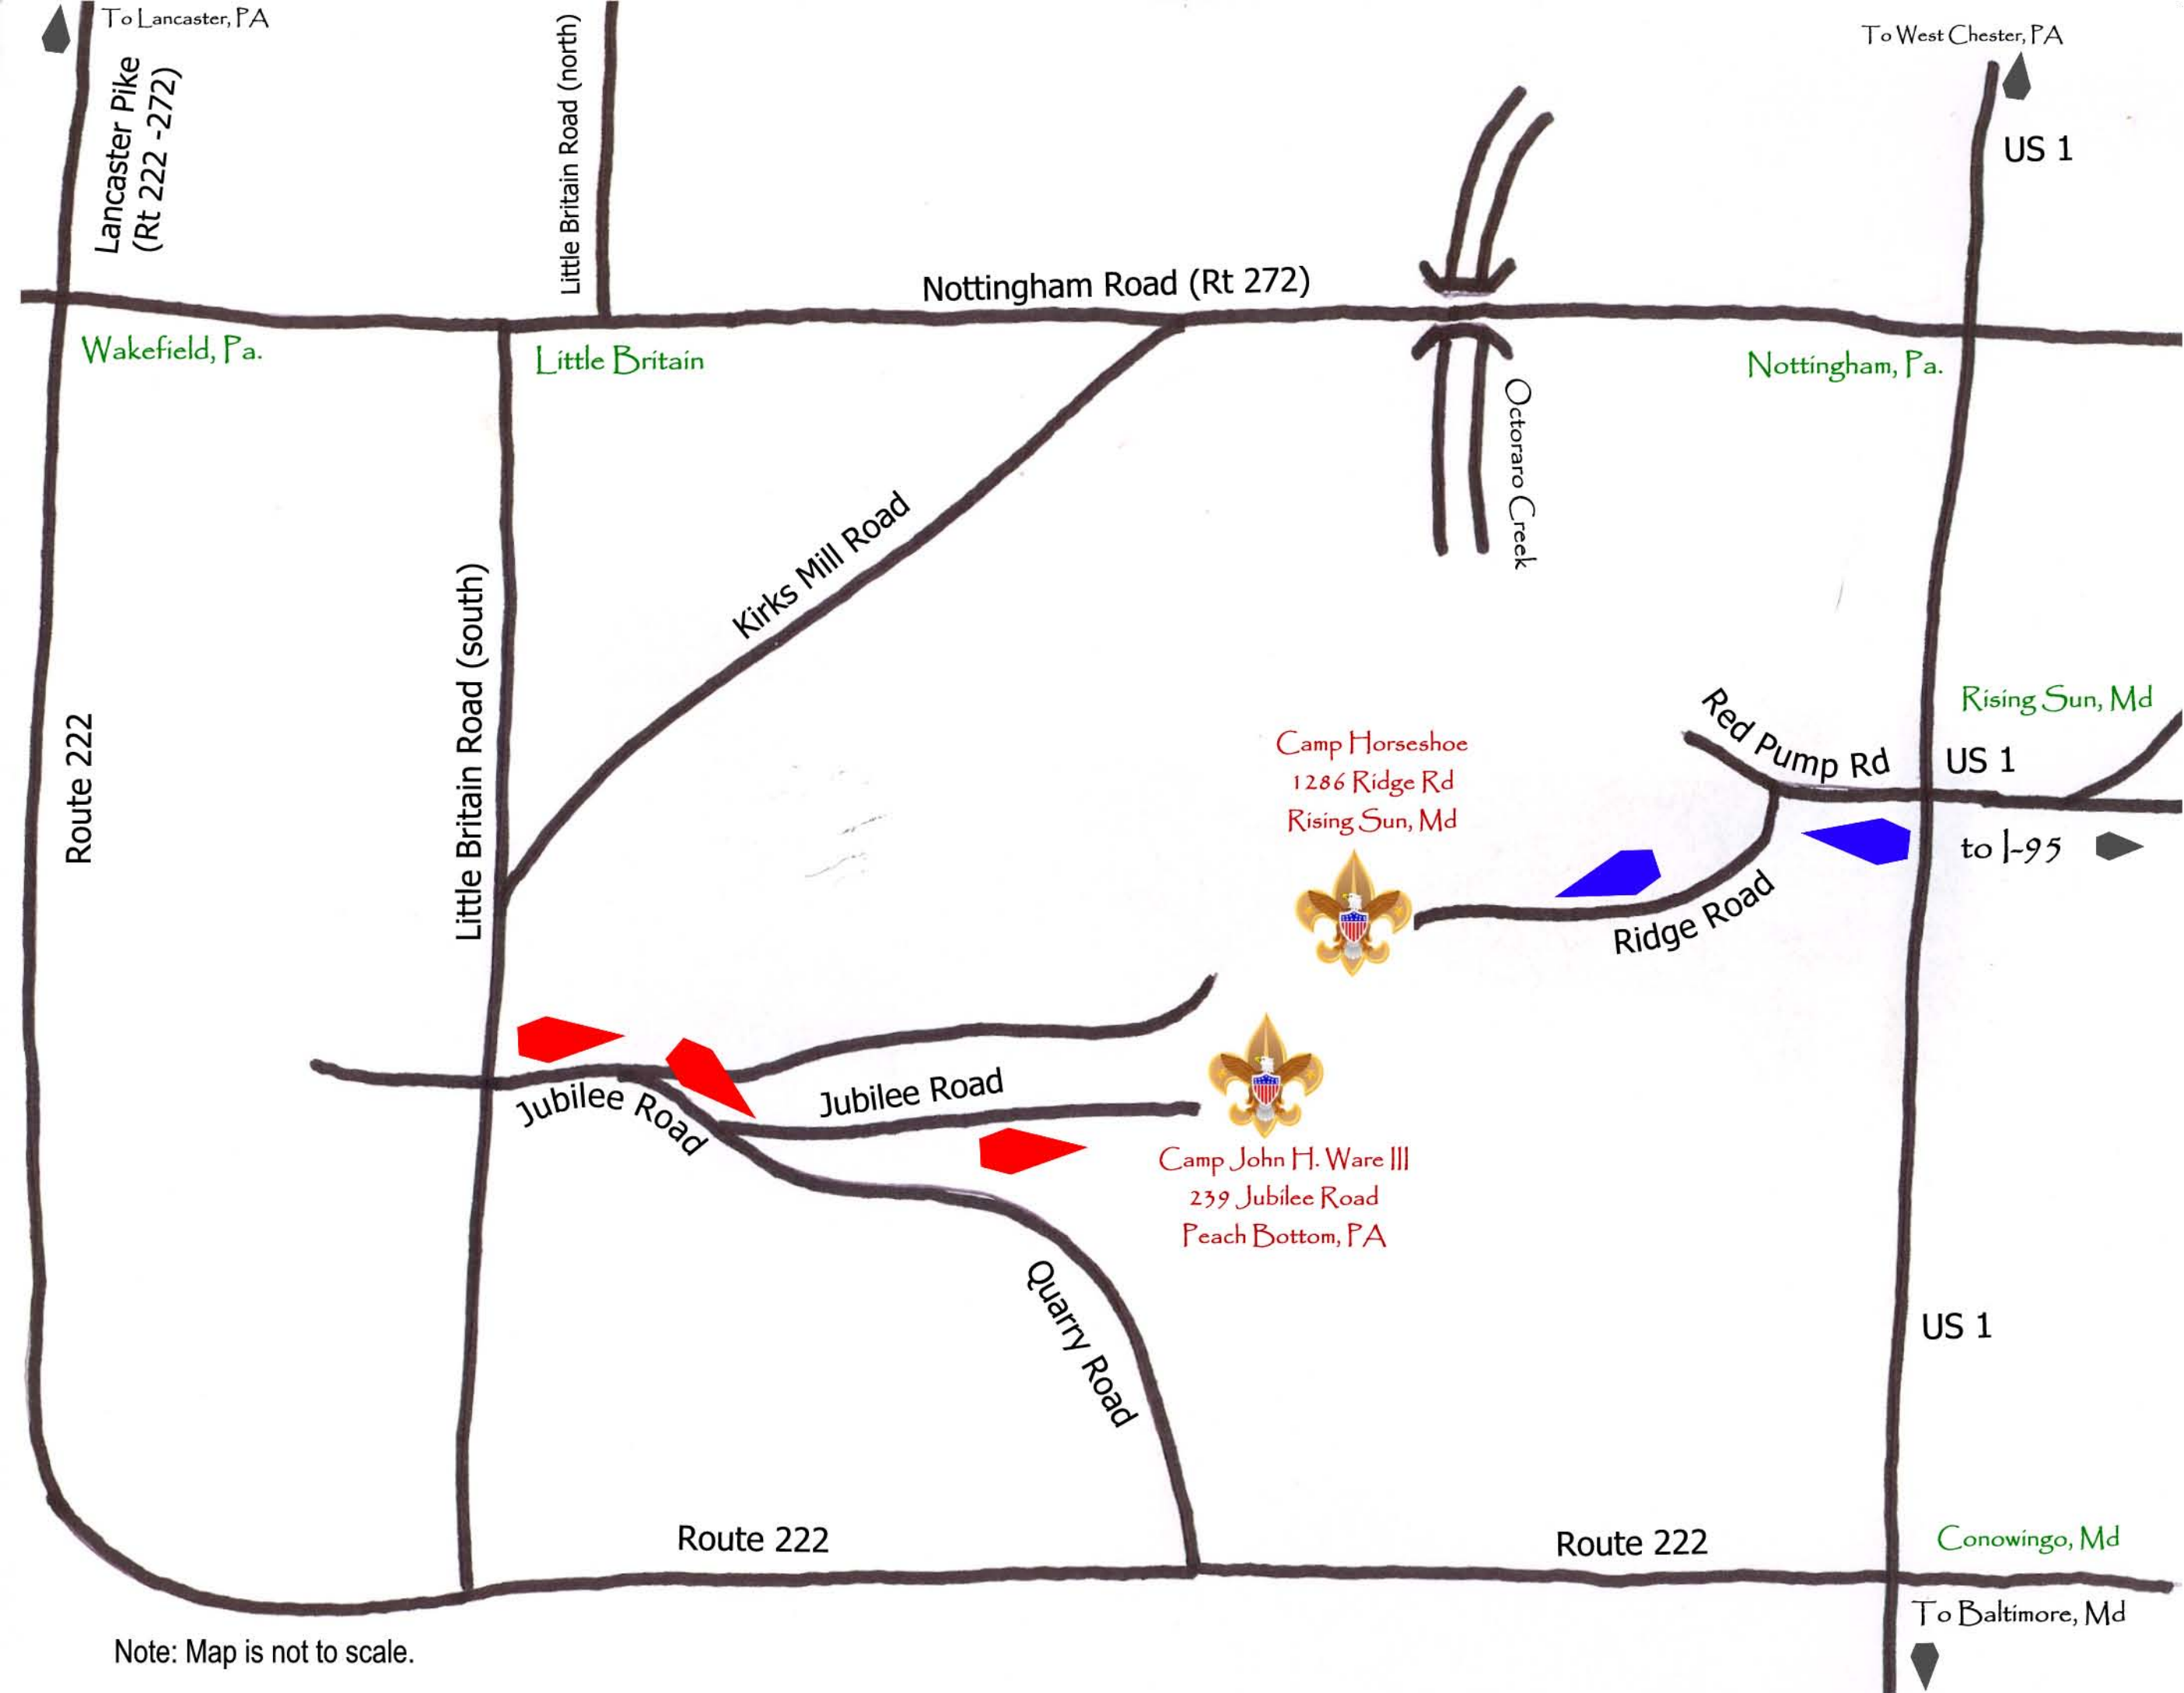 To Lancaster, PA
Lancaster Pike
(Rt 222 -272)
Little Britain Road (north)
To West Chester, PA
US 1
Nottingham Road (Rt 272)
Wakefield, Pa.
Little Britain
Nottingham, Pa.
Octoraro Creek
Kirks Mill Road
Little Britain Road (south)
Route 222
Rising Sun, Md
Red Pump Rd
US 1
to I-95
Camp Horseshoe
1286 Ridge Rd
Rising Sun, Md
Ridge Road
Jubilee Road
Jubilee Road
Camp John H. Ware III
239 Jubilee Road
Peach Bottom, PA
Quarry Road
US 1
Route 222
Route 222
Conowingo, Md
To Baltimore, Md
Note: Map is not to scale.